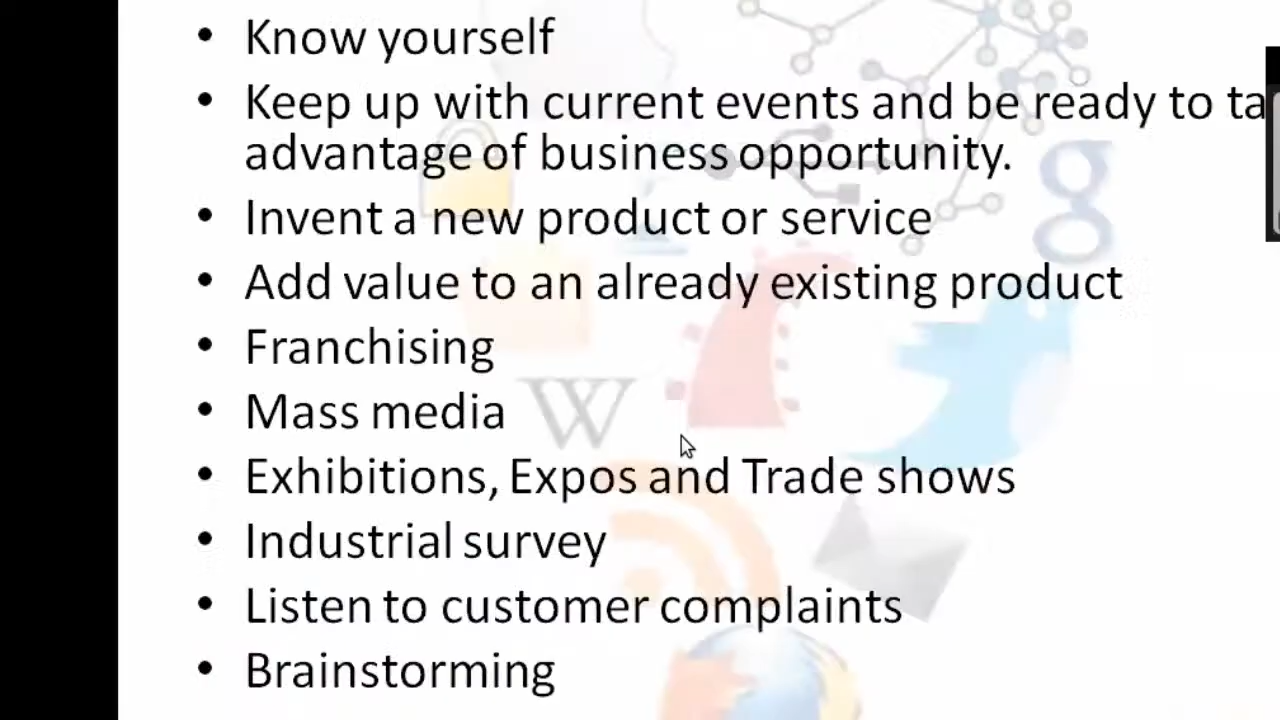 • Know yourself
• Keep up with current events and be ready to
advantage of business opportunity.
• Invent a new product or service
• Add value to an already existing product
• Franchising
• Mass media
• Exhibitions, Expos and Trade shows
• Industrial survey
• Listen to customer complaints
• Brainstorming
g
W